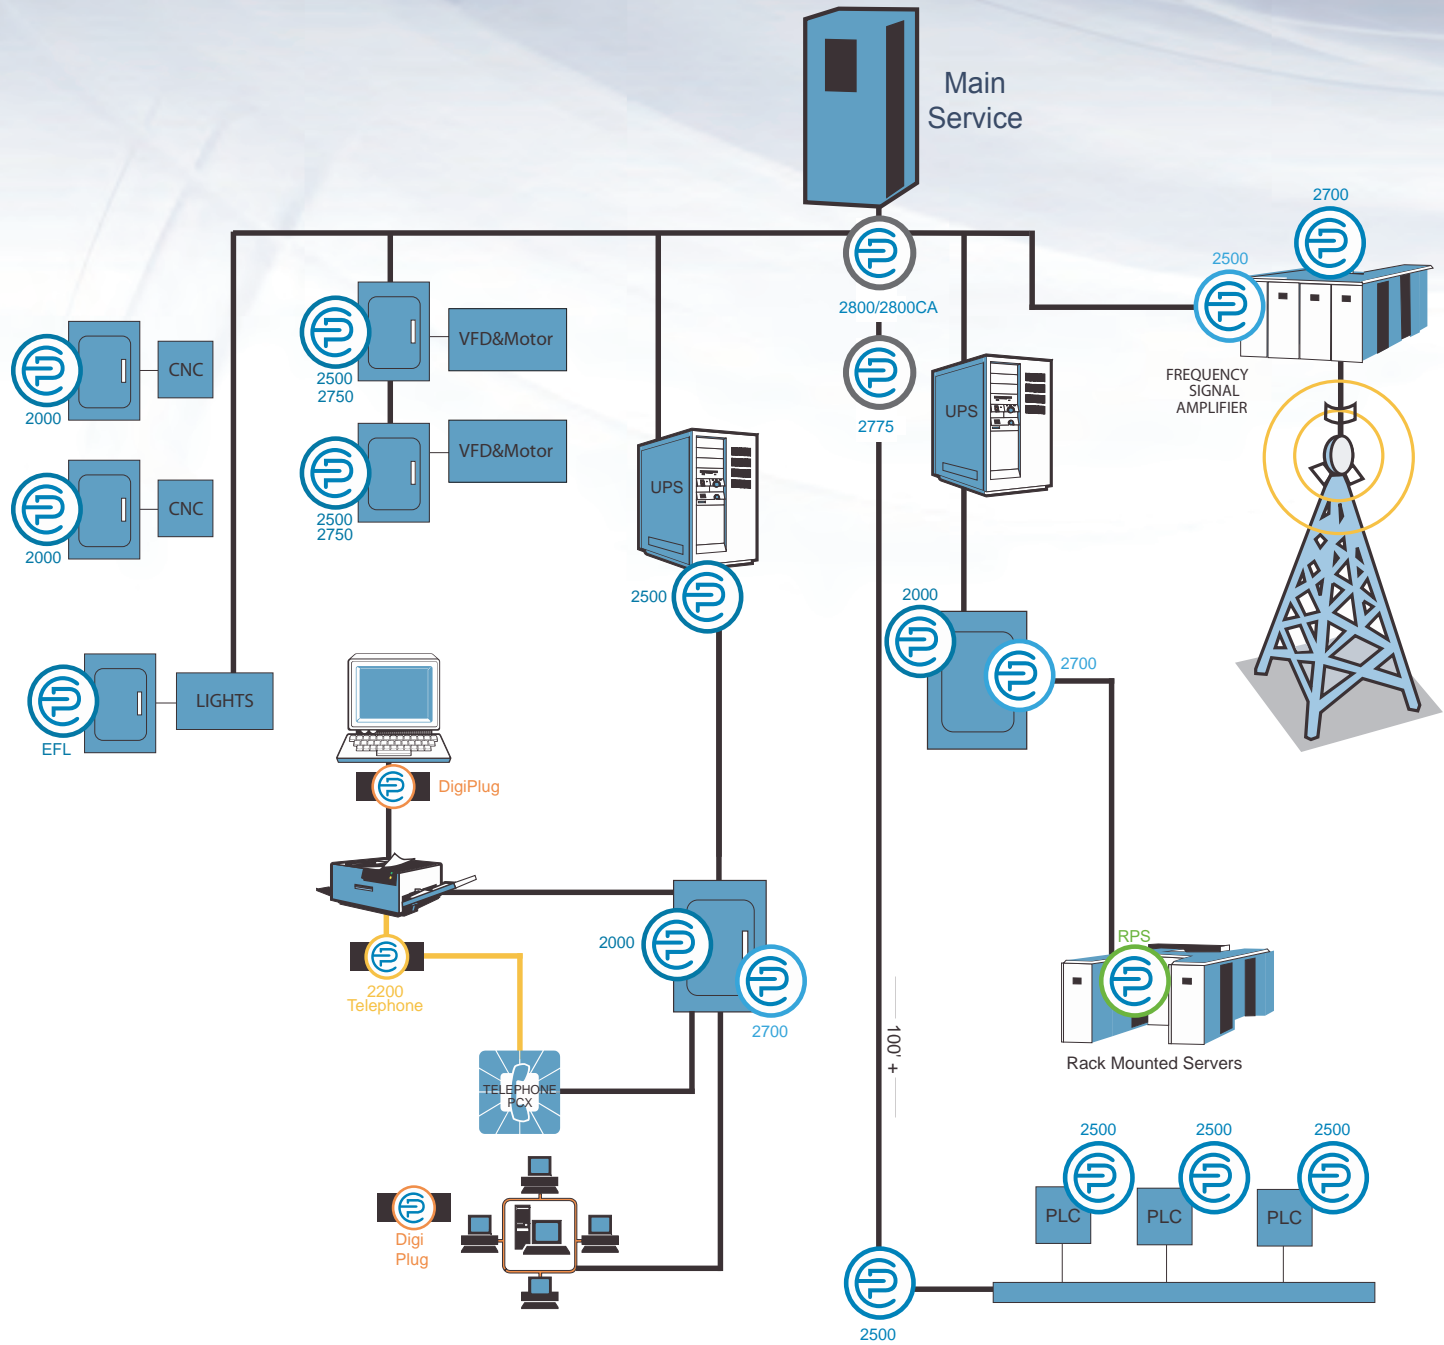 Main
Service
2700
2500
2800/2800CA
2775
FREQUENCY
SIGNAL
AMPLIFIER
CNC
2000
CNC
2000
VFD&Motor
2500
2750
VFD&Motor
2500
2750
UPS
2500
UPS
2000
2700
EFL
LIGHTS
DigiPlug
2200
Telephone
2000
2700
TELEPHONE
PCX
Digi
Plug
100' +
RPS
Rack Mounted Servers
2500
2500
2500
PLC
PLC
PLC
2500